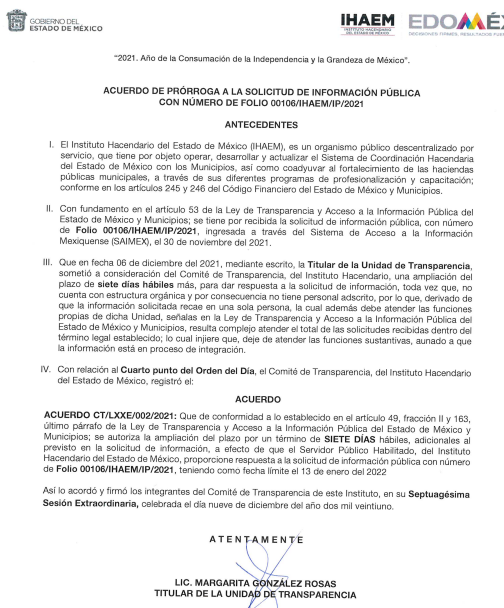 GOBIERNO DEL
ESTADO DE MÉXICO
IHAEM
INSTITUTO HACENDARIO
DEL ESTADO DE MÉXICO
EDOMÉX
DECISIONES FIRMES, RESULTADOS FUE
“2021. Año de la Consumación de la Independencia y la Grandeza de México”.
ACUERDO DE PRÓRROGA A LA SOLICITUD DE INFORMACIÓN PÚBLICA
CON NÚMERO DE FOLIO 00106/IHAEM/IP/2021
ANTECEDENTES
I. El Instituto Hacendario del Estado de México (IHAEM), es un organismo público descentralizado por
servicio, que tiene por objeto operar, desarrollar y actualizar el Sistema de Coordinación Hacendaria
del Estado de México con los Municipios, así como coadyuvar al fortalecimiento de las haciendas
públicas municipales, a través de sus diferentes programas de profesionalización y capacitación;
conforme en los artículos 245 y 246 del Código Financiero del Estado de México y Municipios.
II. Con fundamento en el artículo 53 de la Ley de Transparencia y Acceso a la Información Pública del
Estado de México y Municipios; se tiene por recibida la solicitud de información pública, con número
de Folio 00106/IHAEM/IP/2021, ingresada a través del Sistema de Acceso a la Información
Mexiquense (SAIMEX), el 30 de noviembre del 2021.
III. Que en fecha 06 de diciembre del 2021, mediante escrito, la Titular de la Unidad de Transparencia,
sometió a consideración del Comité de Transparencia, del Instituto Hacendario, una ampliación del
plazo de siete días hábiles más, para dar respuesta a la solicitud de información, toda vez que, no
cuenta con estructura orgánica y por consecuencia no tiene personal adscrito, por lo que, derivado de
que la información solicitada recae en una sola persona, la cual además debe atender las funciones
propias de dicha Unidad, señalas en la Ley de Transparencia y Acceso a la Información Pública del
Estado de México y Municipios, resulta complejo atender el total de las solicitudes recibidas dentro del
término legal establecido; lo cual injiere que, deje de atender las funciones sustantivas, aunado a que
la información está en proceso de integración.
IV. Con relación al Cuarto punto del Orden del Día, el Comité de Transparencia, del Instituto Hacendario
del Estado de México, registró el:
ACUERDO
ACUERDO CT/LXXE/002/2021: Que de conformidad a lo establecido en el artículo 49, fracción II y 163,
último párrafo de la Ley de Transparencia y Acceso a la Información Pública del Estado de México y
Municipios; se autoriza la ampliación del plazo por un término de SIETE DÍAS hábiles, adicionales al
previsto en la solicitud de información, a efecto de que el Servidor Público Habilitado, del Instituto
Hacendario del Estado de México, proporcione respuesta a la solicitud de información pública con número
de Folio 00106/IHAEM/IP/2021, teniendo como fecha límite el 13 de enero del 2022
Así lo acordó y firmó los integrantes del Comité de Transparencia de este Instituto, en su Septuagésima
Sesión Extraordinaria, celebrada el día nueve de diciembre del año dos mil veintiuno.
ATENTAMENTE
LIC. MARGARITA GONZÁLEZ ROSAS
TITULAR DE LA UNIDAD DE TRANSPARENCIA